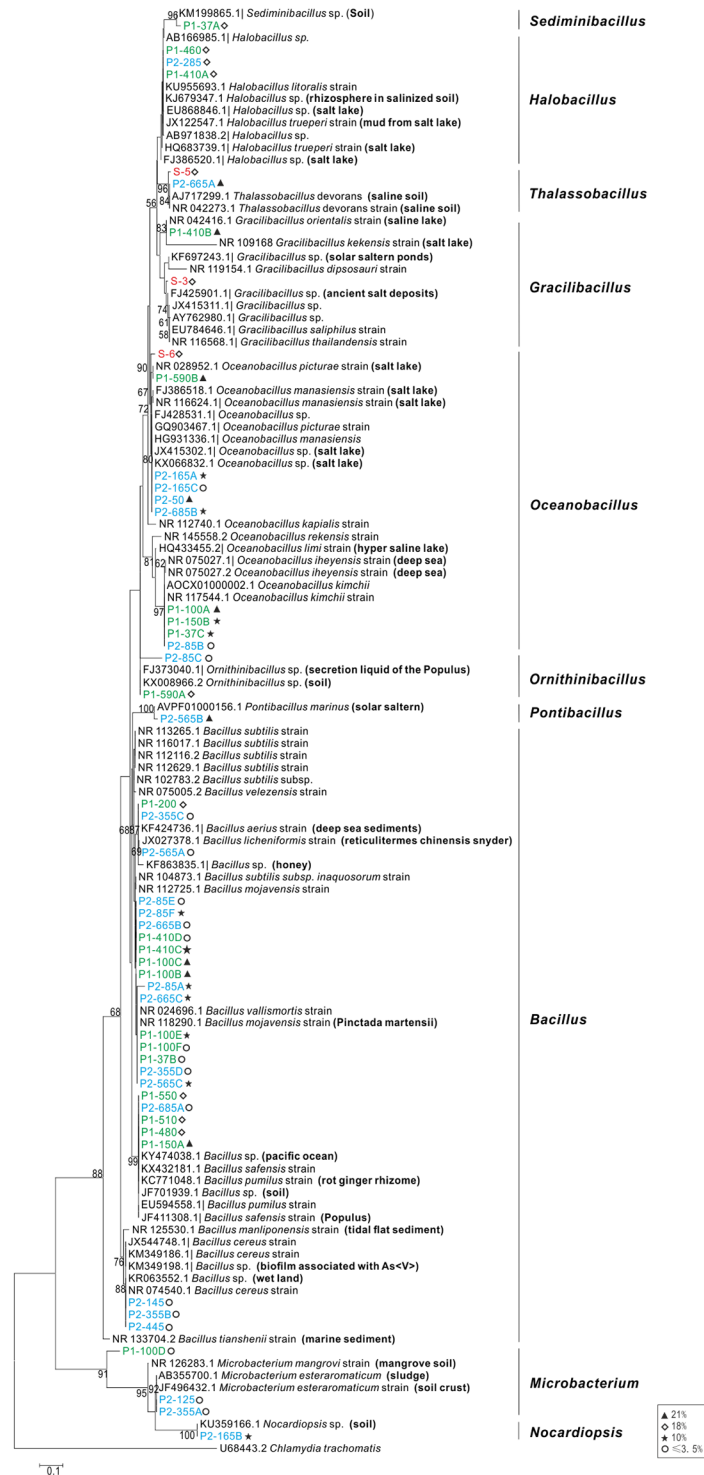 KM199865.1| Sediminibacillus sp. (Soil)
96
P1-37A◇
Sediminibacillus
AB166985.1| Halobacillus sp.
P1-460◇
P2-285◇
P1-410A◇
KU955693.1 Halobacillus litoralis strain
KJ679347.1 Halobacillus sp. (rhizosphere in salinized soil)
Halobacillus
EU868846.1| Halobacillus sp. (salt lake)
JX122547.1 Halobacillus trueperi strain (mud from salt lake)
AB971838.2| Halobacillus sp.
HQ683739.1| Halobacillus trueperi strain (salt lake)
FJ386520.1| Halobacillus sp. (salt lake)
S-5◇
P2-665A▲
96
AJ717299.1| Thalassobacillus devorans (saline soil)
Thalassobacillus
84
56
NR 042273.1| Thalassobacillus devorans strain (saline soil)
NR 042416.1| Gracilibacillus orientalis strain (saline lake)
83
P1-410B▲
NR 109168 Gracilibacillus kekensis strain (salt lake)
KF697243.1| Gracilibacillus sp. (solar saltern ponds)
NR 119154.1 Gracilibacillus dipsosauri strain
S-3◇
Gracilibacillus
FJ425901.1| Gracilibacillus sp. (ancient salt deposits)
74
JX415311.1| Gracilibacillus sp.
AY762980.1| Gracilibacillus sp.
61
EU784646.1| Gracilibacillus saliphilus strain
58
NR 116568.1| Gracilibacillus thailandensis strain
S-6◇
90
NR 028952.1 Oceanobacillus picturae strain (salt lake)
P1-590B▲
67
FJ386518.1| Oceanobacillus manasiensis strain (salt lake)
NR 116624.1| Oceanobacillus manasiensis strain (salt lake)
72
FJ428531.1| Oceanobacillus sp.
GQ903467.1| Oceanobacillus picturae strain
HG931336.1| Oceanobacillus manasiensis
JX415302.1| Oceanobacillus sp. (salt lake)
80
KX066832.1| Oceanobacillus sp. (salt lake)
P2-165A★
P2-165C○
P2-50▲
Oceanobacillus
P2-685B★
NR 112740.1 Oceanobacillus kapialis strain
NR 145558.2 Oceanobacillus rekensis strain
HQ433455.2| Oceanobacillus limi strain (hyper saline lake)
81
62
NR 075027.1| Oceanobacillus iheyensis strain (deep sea)
NR 075027.2 Oceanobacillus iheyensis strain (deep sea)
AOCX01000002.1 Oceanobacillus kimchii
NR 117544.1 Oceanobacillus kimchii strain
97
P1-100A▲
P1-150B★
P1-37C★
P2-85B○
P2-85C○
FJ373040.1| Ornithinibacillus sp. (secretion liquid of the Populus)
KX008966.2 Ornithinibacillus sp. (soil)
Ornithinibacillus
P1-590A◇
100
AVPF01000156.1 Pontibacillus marinus (solar saltern)
Pontibacillus
P2-565B▲
NR 113265.1 Bacillus subtilis strain
NR 116017.1 Bacillus subtilis strain
NR 112116.2 Bacillus subtilis strain
NR 112629.1 Bacillus subtilis strain
NR 102783.2 Bacillus subtilis subsp.
NR 075005.2 Bacillus velezensis strain
P1-200◇
P2-355C○
68
87
KF424736.1| Bacillus aerius strain (deep sea sediments)
JX027378.1 Bacillus licheniformis strain (reticulitermes chinensis snyder)
69
P2-565A○
KF863835.1| Bacillus sp. (honey)
NR 104873.1 Bacillus subtilis subsp. inaquosorum strain
NR 112725.1 Bacillus mojavensis strain
P2-85E○
P2-85F★
P2-665B○
P1-410D○
P1-410C★
P1-100C▲
P1-100B▲
P2-85A★
P2-665C★
68
NR 024696.1 Bacillus vallismortis strain
Bacillus
NR 118290.1 Bacillus mojavensis strain (Pinctada martensii)
P1-100E★
P1-100F○
P1-37B○
P2-355D○
P2-565C★
P1-550◇
P2-685A○
P1-510◇
P1-480◇
P1-150A▲
KY474038.1 Bacillus sp. (pacific ocean)
99
KX432181.1 Bacillus safensis strain
88
KC771048.1 Bacillus pumilus strain (rot ginger rhizome)
JF701939.1 Bacillus sp. (soil)
EU594558.1 Bacillus pumilus strain
JF411308.1| Bacillus safensis strain (Populus)
NR 125530.1 Bacillus manliponensis strain (tidal flat sediment)
JX544748.1| Bacillus cereus strain
KM349186.1| Bacillus cereus strain
76
KM349198.1| Bacillus sp. (biofilm associated with As<V>)
KR063552.1 Bacillus sp. (wet land)
88
NR 074540.1 Bacillus cereus strain
P2-145○
P2-355B○
P2-445○
NR 133704.2 Bacillus tianshenii strain (marine sediment)
P1-100D○
91
NR 126283.1 Microbacterium mangrovi strain (mangrove soil)
AB355700.1 Microbacterium esteraromaticum (sludge)
Microbacterium
92
95
JF496432.1 Microbacterium esteraromaticum strain (soil crust)
P2-125○
P2-355A○
KU359166.1 Nocardiopsis sp. (soil)
Nocardiopsis
100
P2-165B★
U68443.2 Chlamydia trachomatis
▲ 21%
◇ 18%
★ 10%
○ ≤3.5%
0.1